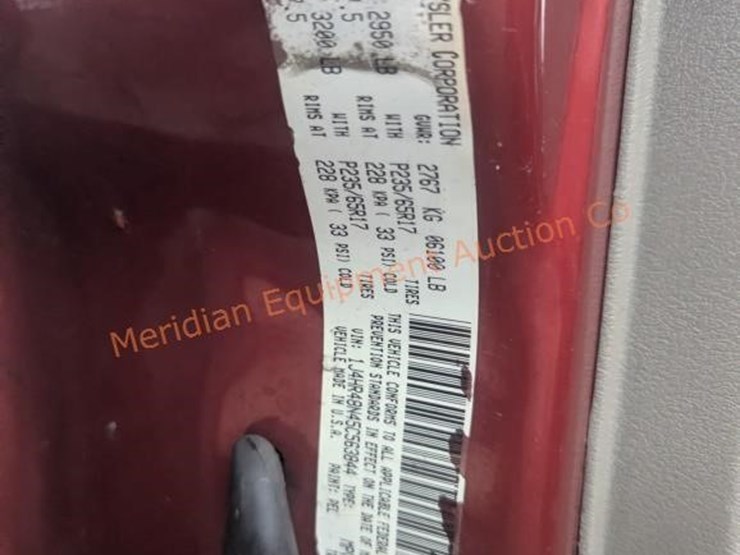 SLER CORPORATION
GVWR: 2767 KG 06100 LB
2950 LB WITH P235/65R17 TIRES
.5 RIMS AT 228 KPA ( 33 PSI) COLD
3200 LB WITH P235/65R17 TIRES
.5 RIMS AT 228 KPA ( 33 PSI) COLD
THIS VEHICLE CONFORMS TO ALL APPLICABLE FEDERAL
PREVENTION STANDARDS IN EFFECT ON THE DATE OF
VIN: 1J4HR48N45C563844 TYPE: MP
VEHICLE MADE IN U.S.A. PAINT: PEL
Meridian Equipment Auction Co